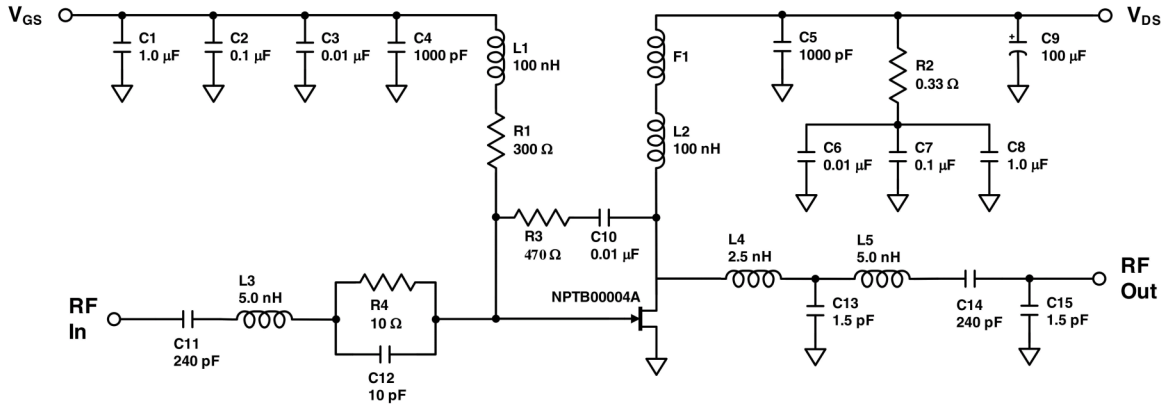 VGS
C1
1.0 µF
C2
0.1 µF
C3
0.01 µF
C4
1000 pF
L1
100 nH
R1
300 Ω
F1
L2
100 nH
C5
1000 pF
R2
0.33 Ω
+
C9
100 µF
VDS
C6
0.01 µF
C7
0.1 µF
C8
1.0 µF
R3
470 Ω
C10
0.01 µF
RF
In
C11
240 pF
L3
5.0 nH
R4
10 Ω
C12
10 pF
NPTB00004A
L4
2.5 nH
C13
1.5 pF
L5
5.0 nH
C14
240 pF
C15
1.5 pF
RF
Out